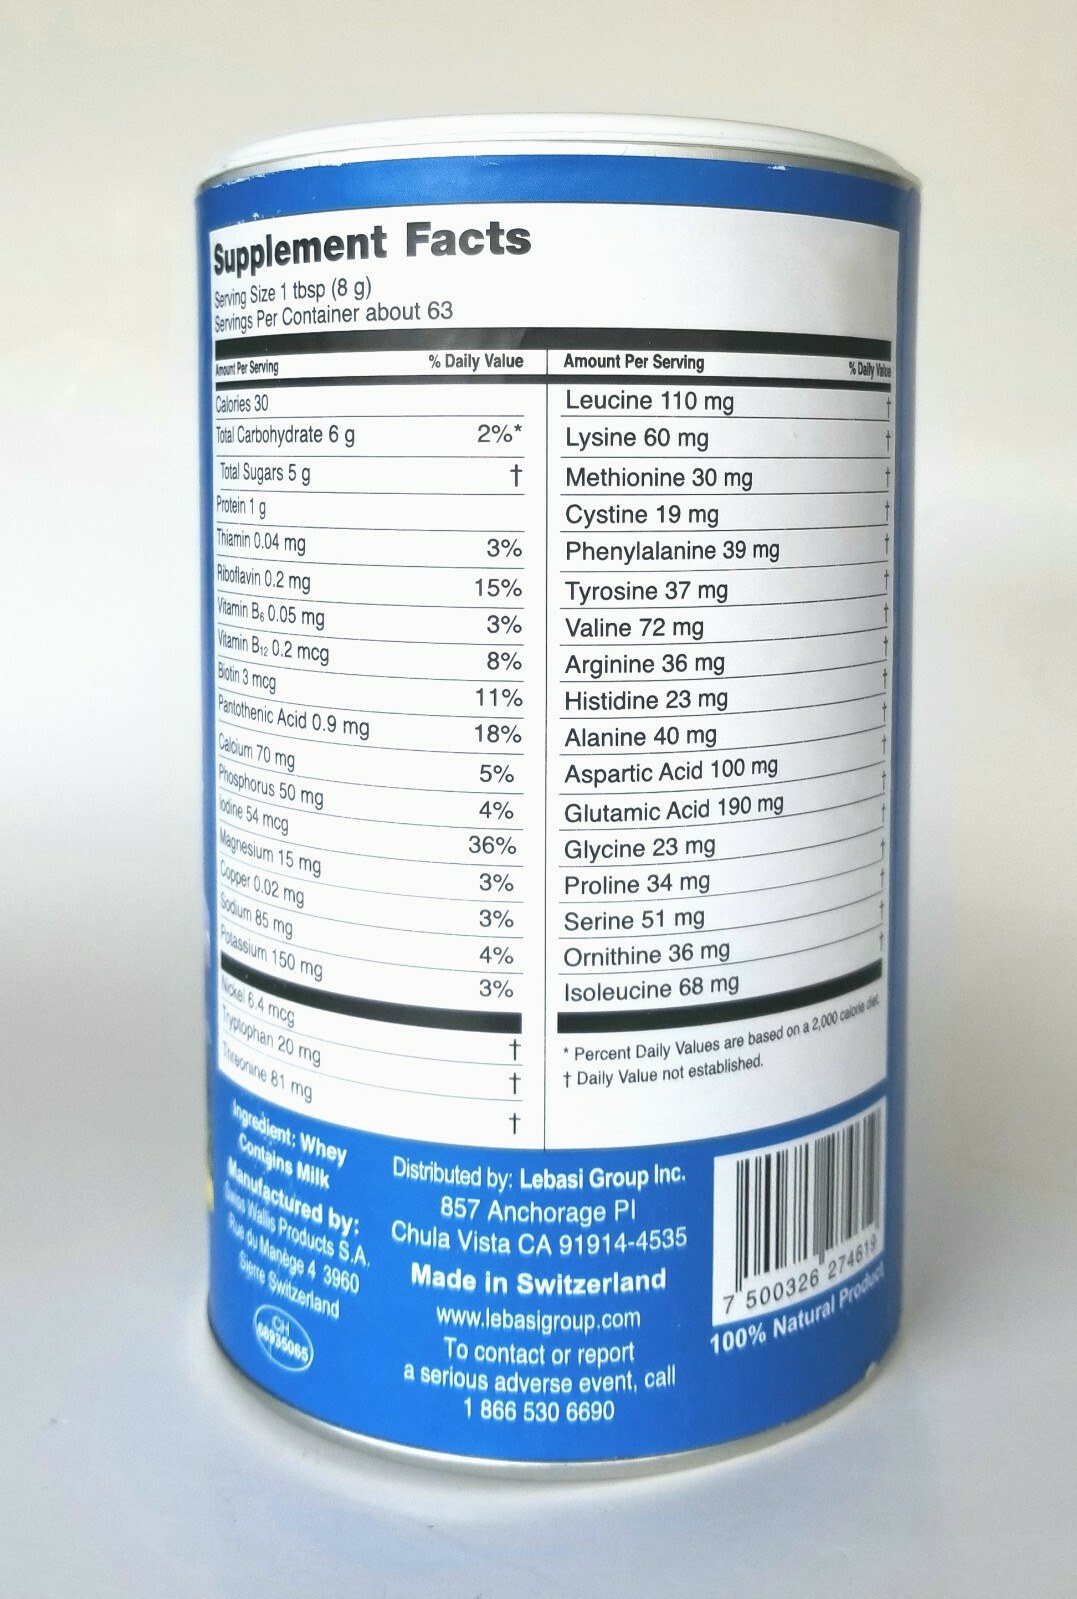 Supplement Facts
Serving Size 1 tbsp (8 g)
Servings Per Container about 63
Amount Per Serving % Daily Value
Calories 30
Total Carbohydrate 6 g 2%*
Total Sugars 5 g †
Protein 1 g
Thiamin 0.04 mg 3%
Riboflavin 0.2 mg 15%
Vitamin B₆ 0.05 mg 3%
Vitamin B₁₂ 0.2 mcg 8%
Biotin 3 mcg 11%
Pantothenic Acid 0.9 mg 18%
Calcium 70 mg 5%
Phosphorus 50 mg 4%
Iodine 54 mcg 36%
Magnesium 15 mg 3%
Copper 0.02 mg 3%
Sodium 85 mg 4%
Potassium 150 mg 3%
Nickel 6.4 mcg †
Tryptophan 20 mg †
Threonine 81 mg †
Amount Per Serving % Daily Value
Leucine 110 mg †
Lysine 60 mg †
Methionine 30 mg †
Cystine 19 mg †
Phenylalanine 39 mg †
Tyrosine 37 mg †
Valine 72 mg †
Arginine 36 mg †
Histidine 23 mg †
Alanine 40 mg †
Aspartic Acid 100 mg †
Glutamic Acid 190 mg †
Glycine 23 mg †
Proline 34 mg †
Serine 51 mg †
Ornithine 36 mg †
Isoleucine 68 mg
* Percent Daily Values are based on a 2,000 calorie diet.
† Daily Value not established.
Ingredient: Whey
Contains Milk
Manufactured by:
Swiss Wallis Products S.A.
Rue du Manège 4 3960
Sierre Switzerland
CH
66935065
Distributed by: Lebasi Group Inc.
857 Anchorage Pl
Chula Vista CA 91914-4535
Made in Switzerland
www.lebasigroup.com
To contact or report
a serious adverse event, call
1 866 530 6690
7 500326 274619
100% Natural Product